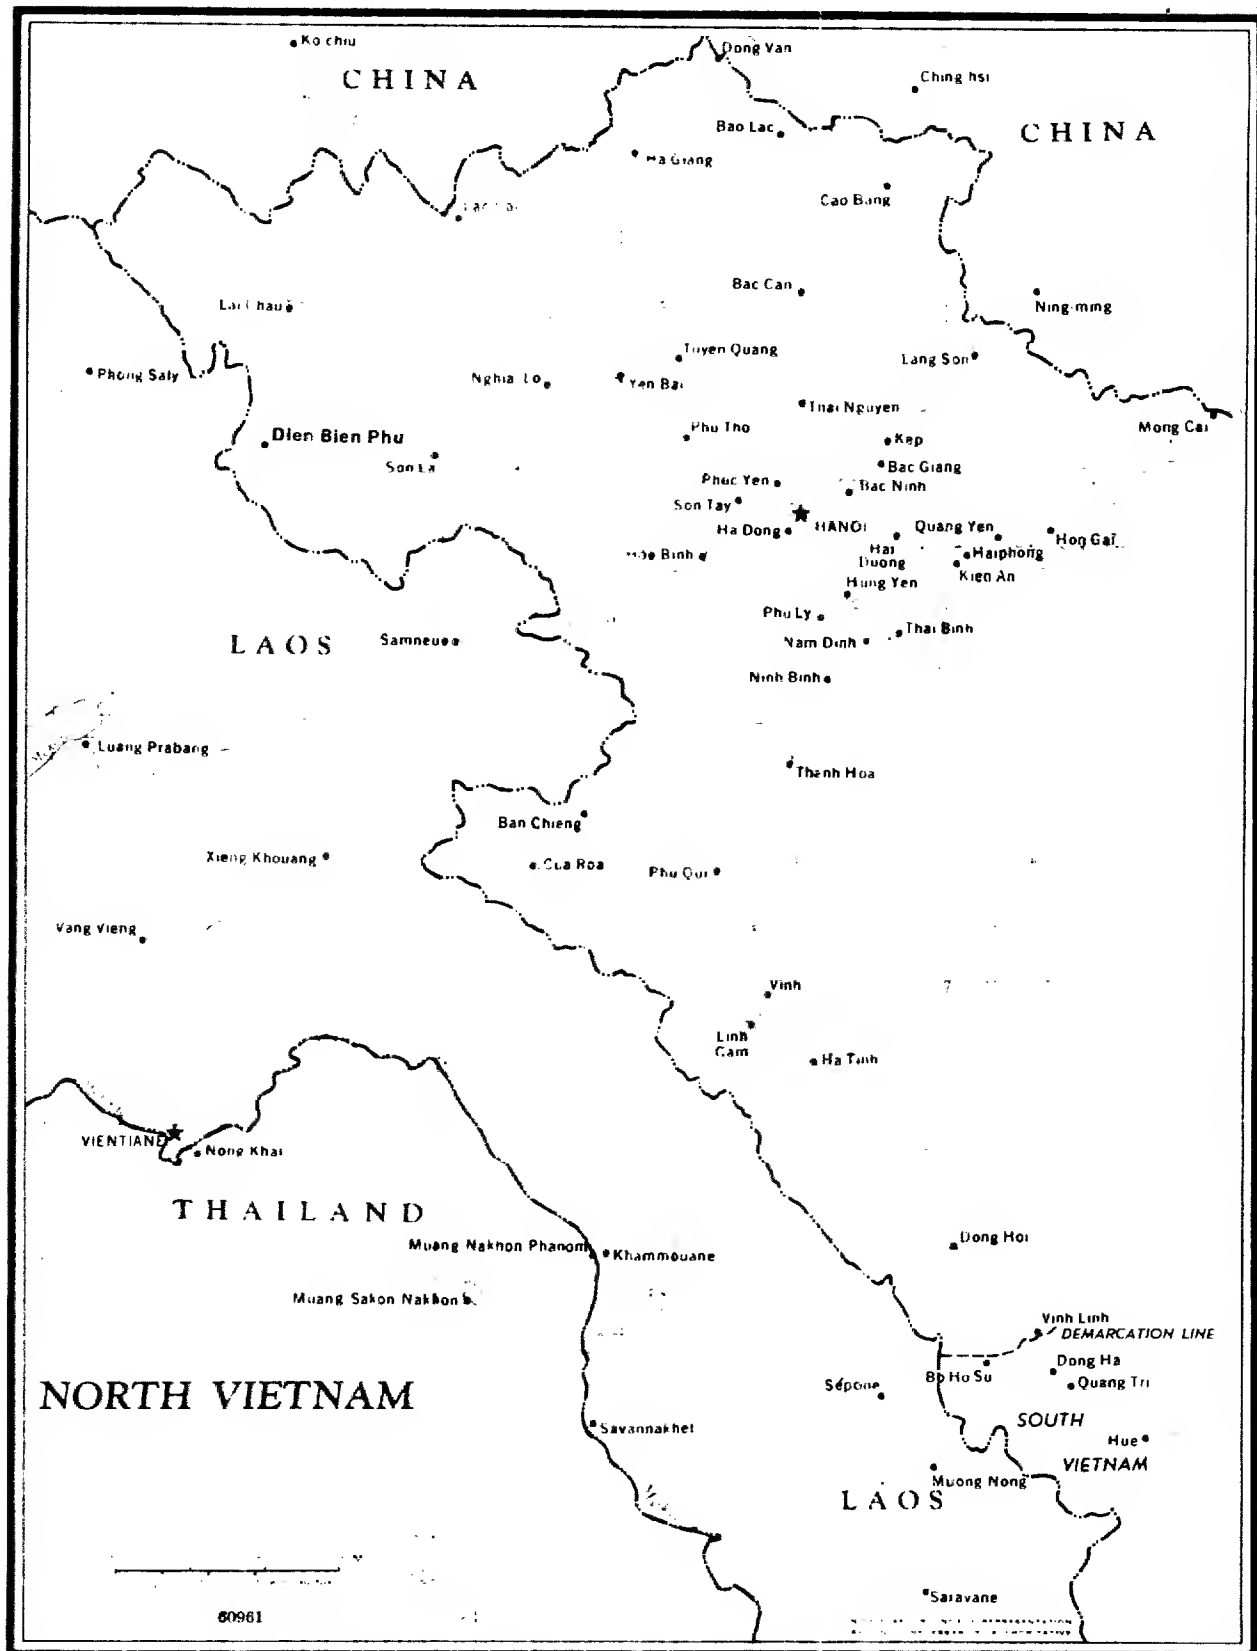 Ko chiu
Dong Van
CHINA
Ching hsi
Bao Lac
CHINA
Ha Giang
Cao Bang
Bac Can
Lai Chau
Ning-ming
Tuyen Quang
Lang Son
Phong Saly
Nghia Lo
Yen Bai
Thai Nguyen
Mong Cai
Phu Tho
Dien Bien Phu
Kep
Son La
Bac Giang
Phuc Yen
Bac Ninh
Son Tay
Ha Dong
HANOI
Quang Yen
Hon Gai
Hoa Binh
Hai
Duong
Haiphong
Kien An
Hung Yen
Phu Ly
Thai Binh
LAOS
Samneua
Nam Dinh
Ninh Binh
Luang Prabang
Thanh Hoa
Ban Chieng
Xieng Khouang
Cua Roa
Phu Qui
Vang Vieng
Vinh
Linh
Cam
Ha Tinh
VIENTIANE
Nong Khai
THAILAND
Dong Hoi
Muang Nakhon Phanom
Khammouane
Muang Sakon Nakhon
Vinh Linh
DEMARCATION LINE
Dong Ha
Bo Ho Su
Quang Tri
Sépone
NORTH VIETNAM
SOUTH
Savannakhet
Hue
VIETNAM
Muong Nong
LAOS
Saravane
60961